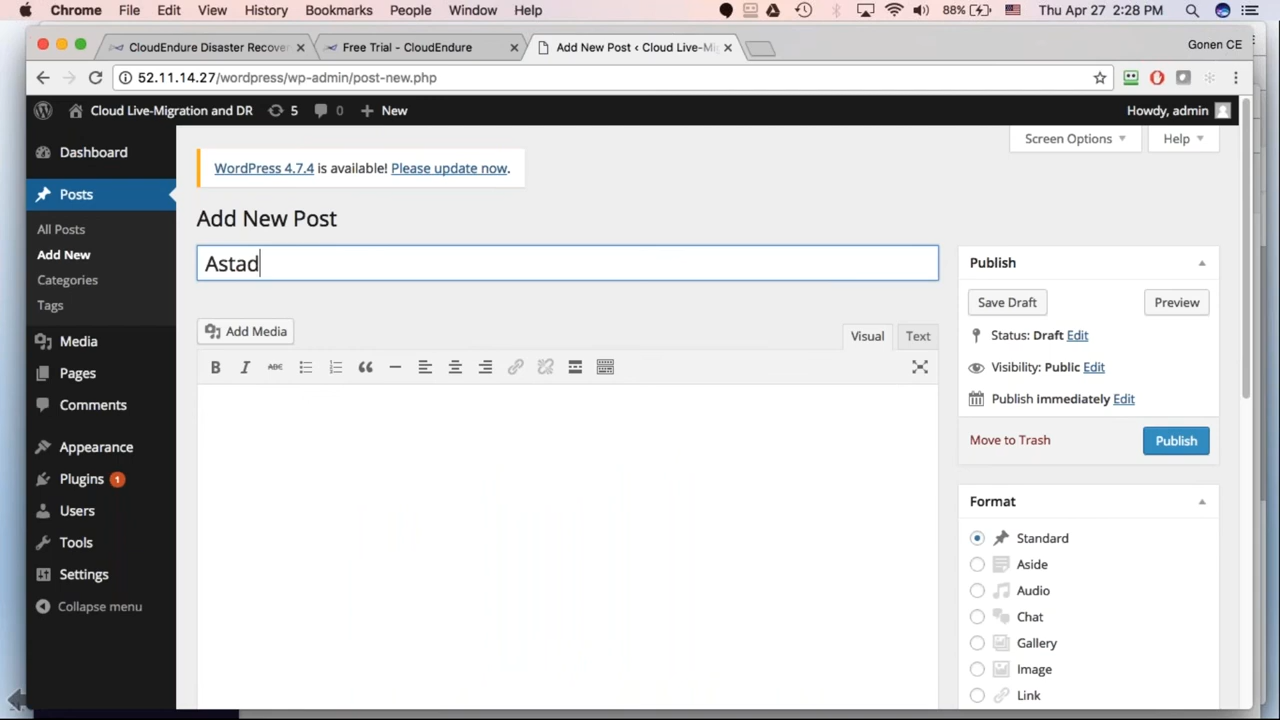 Chrome File Edit View History Bookmarks People Window Help 88% Thu Apr 27 2:28 PM
CloudEndure Disaster Recover Free Trial - CloudEndure Add New Post ‹ Cloud Live-Mi Gonen CE
52.11.14.27/wordpress/wp-admin/post-new.php
Cloud Live-Migration and DR 5 0 New Howdy, admin
Screen Options Help
Dashboard
Posts
All Posts
Add New
Categories
Tags
Media
Pages
Comments
Appearance
Plugins 1
Users
Tools
Settings
Collapse menu
WordPress 4.7.4 is available! Please update now.
Add New Post
Astad
Add Media
Visual Text
B I ABC
Publish
Save Draft Preview
Status: Draft Edit
Visibility: Public Edit
Publish immediately Edit
Move to Trash Publish
Format
Standard
Aside
Audio
Chat
Gallery
Image
Link